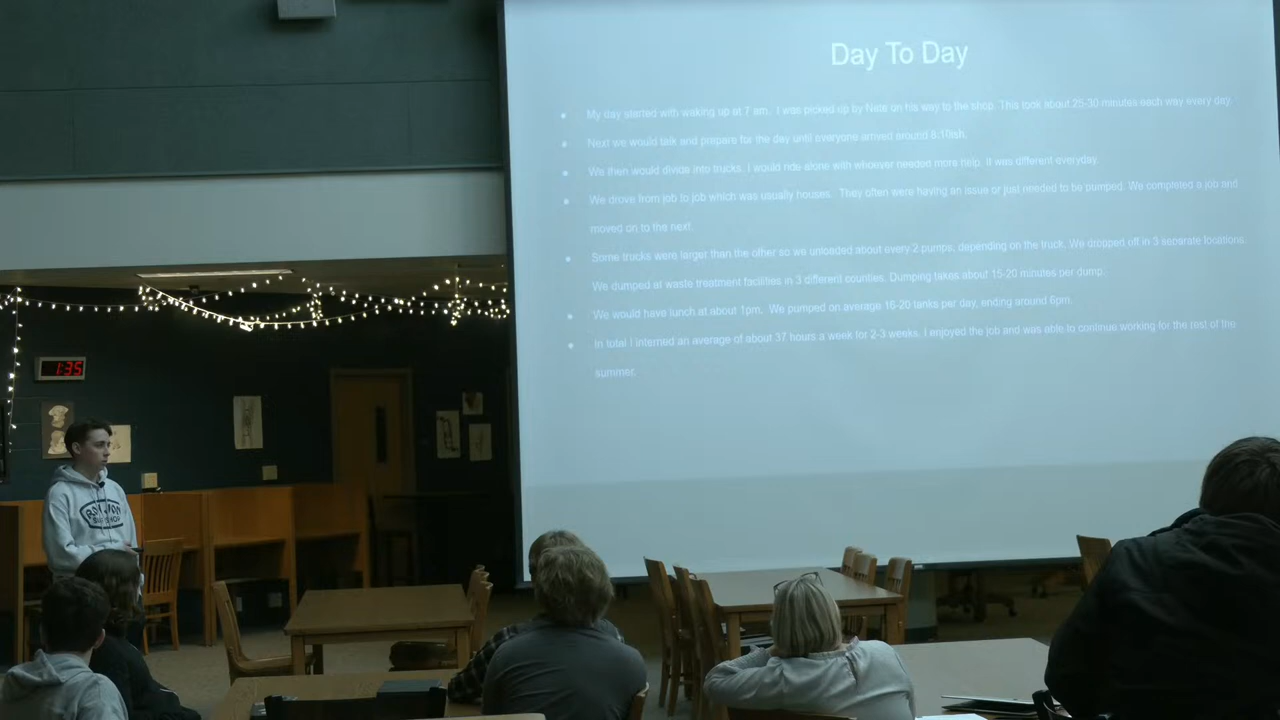 Day To Day
My day started with waking up at 7 am. I was picked up by Nate on his way to the shop. This took about 25-30 minutes each way every day.
Next we would talk and prepare for the day until everyone arrived around 8:10ish.
We then would divide into trucks. I would ride alone with whoever needed more help. It was different everyday.
We drove from job to job which was usually houses. They often were having an issue or just needed to be pumped. We completed a job and
moved on to the next.
Some trucks were larger than the other so we unloaded about every 2 pumps, depending on the truck. We dropped off in 3 separate locations.
We dumped at waste treatment facilities in 3 different counties. Dumping takes about 15-20 minutes per dump.
We would have lunch at about 1pm. We pumped on average 16-20 tanks per day, ending around 6pm.
In total I interned an average of about 37 hours a week for 2-3 weeks. I enjoyed the job and was able to continue working for the rest of the
summer.
1:35